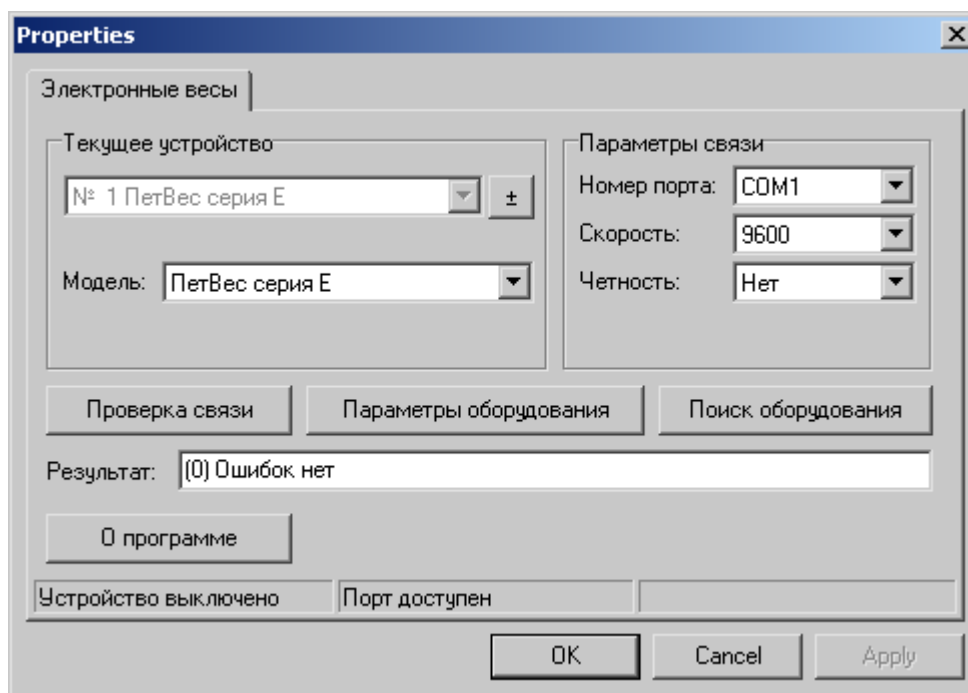 Properties
Электронные весы
Текущее устройство
№ 1 ПетВес серия Е
±
Модель: ПетВес серия Е
Параметры связи
Номер порта: COM1
Скорость: 9600
Четность: Нет
Проверка связи
Параметры оборудования
Поиск оборудования
Результат: (0) Ошибок нет
О программе
Устройство выключено
Порт доступен
OK
Cancel
Apply